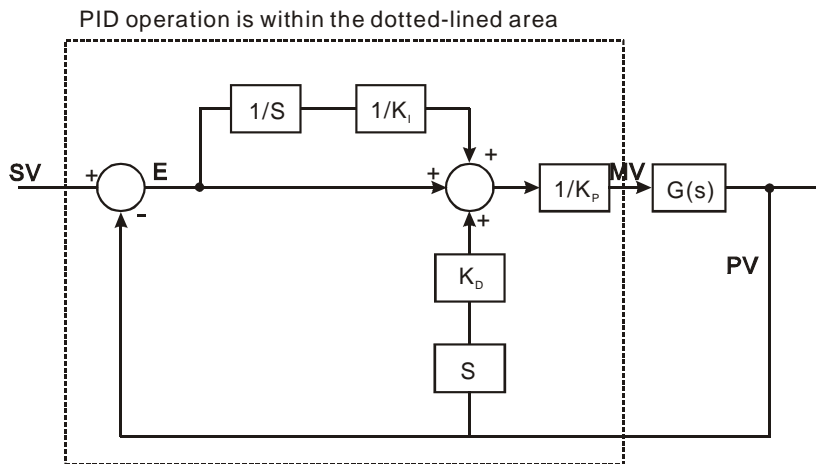 PID operation is within the dotted-lined area
1/S
1/K_I
SV
+
E
-
+
+
+
1/K_P
MV
G(s)
PV
K_D
S